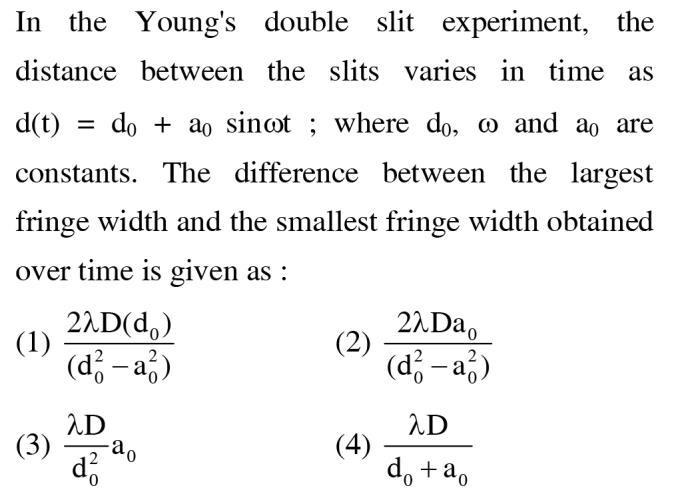 In the Young's double slit experiment, the
distance between the slits varies in time as
d(t) = d₀ + a₀ sinωt ; where d₀, ω and a₀ are
constants. The difference between the largest
fringe width and the smallest fringe width obtained
over time is given as :
(1) 2λD(d₀) / (d₀² – a₀²) (2) 2λDa₀ / (d₀² – a₀²)
(3) λD / d₀² a₀ (4) λD / d₀ + a₀